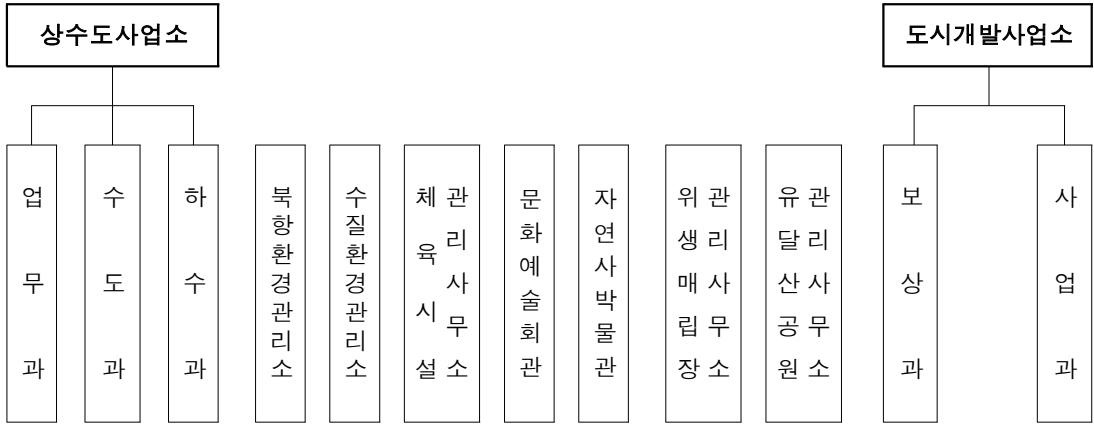 상수도사업소
도시개발사업소
업무과
수도과
하수과
북항환경관리소
수질환경관리소
체육시설
관리사무소
문화예술회관
자연사박물관
위생매립장
관리사무소
유달산공원
관리사무소
보상과
사업과